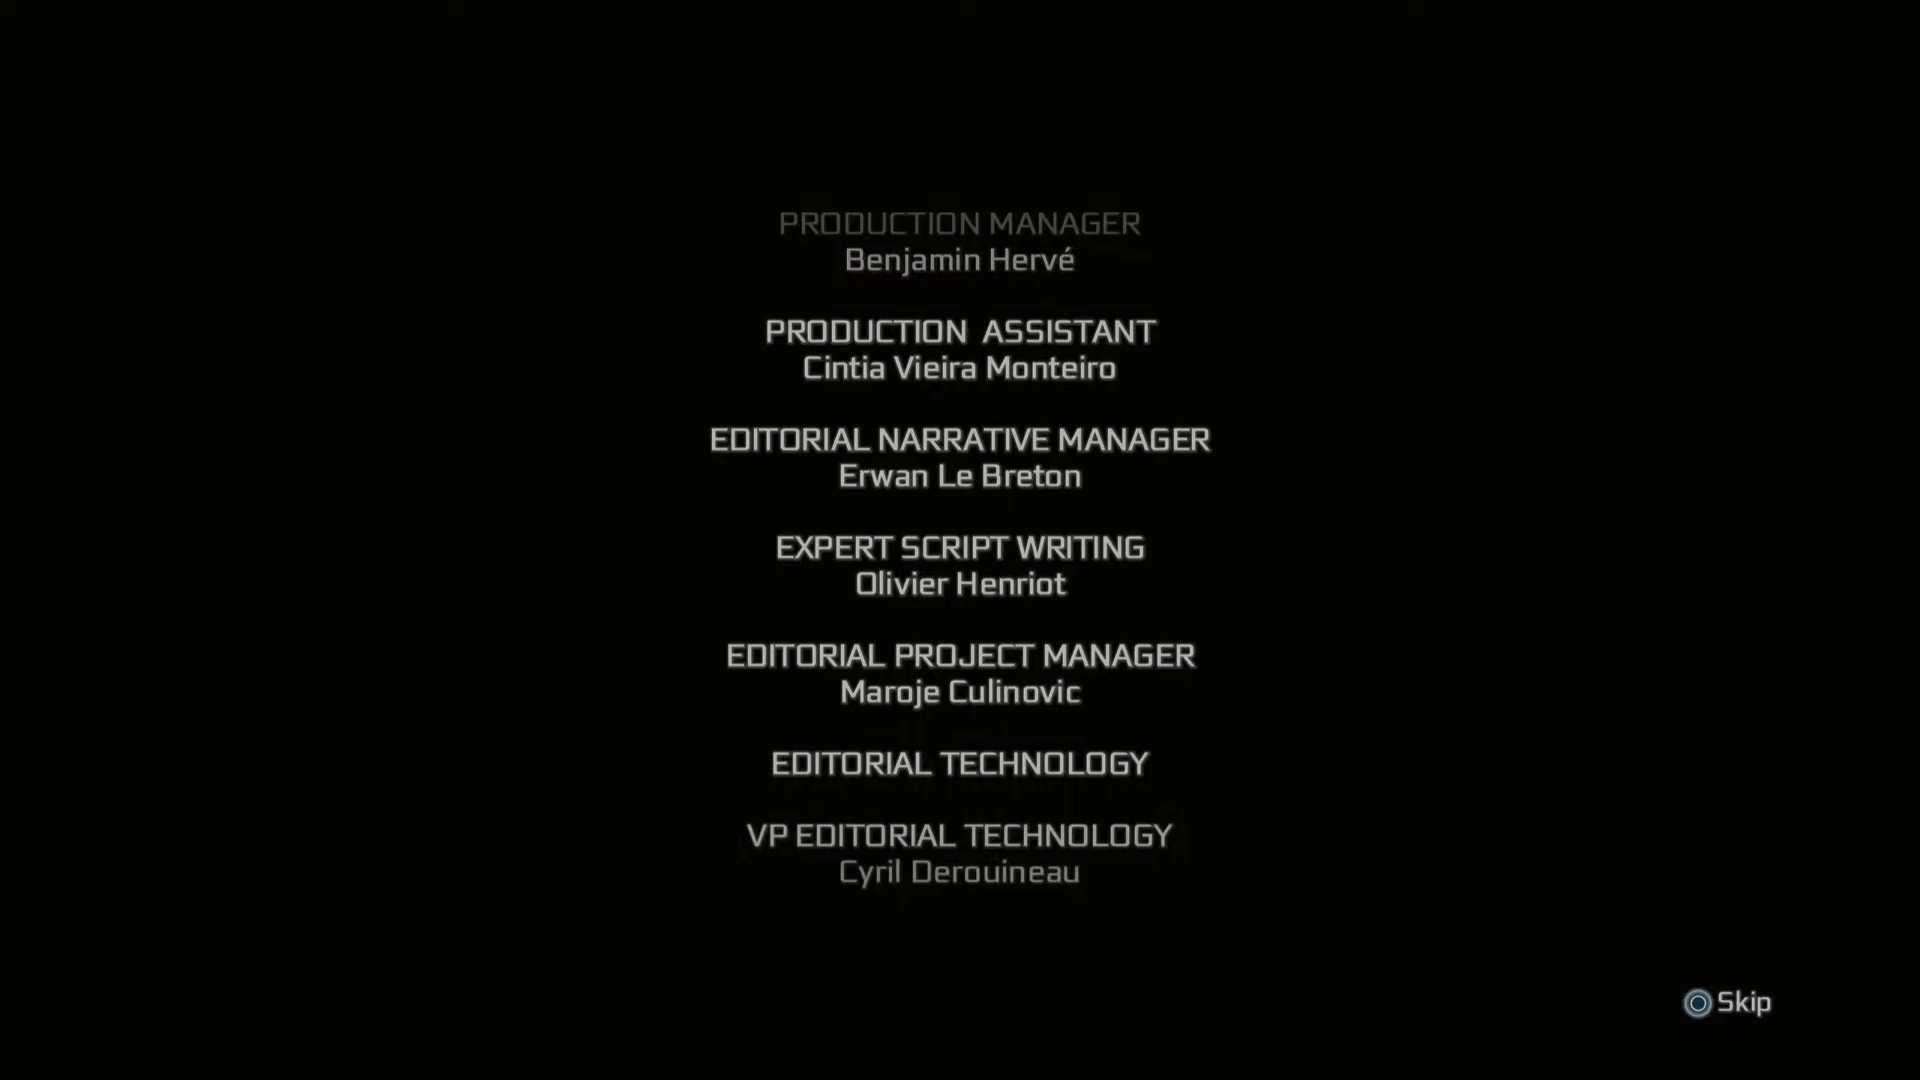 PRODUCTION MANAGER
Benjamin Hervé
PRODUCTION  ASSISTANT
Cintia Vieira Monteiro
EDITORIAL NARRATIVE MANAGER
Erwan Le Breton
EXPERT SCRIPT WRITING
Olivier Henriot
EDITORIAL PROJECT MANAGER
Maroje Culinovic
EDITORIAL TECHNOLOGY
VP EDITORIAL TECHNOLOGY
Cyril Derouineau
Skip